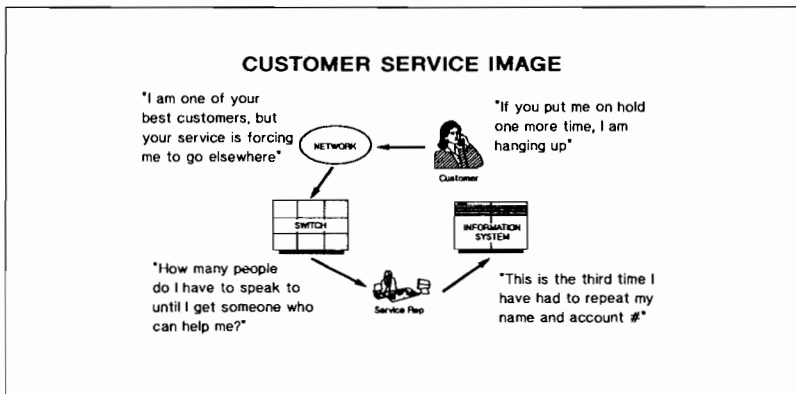 CUSTOMER SERVICE IMAGE
"I am one of your
best customers, but
your service is forcing
me to go elsewhere"
"If you put me on hold
one more time, I am
hanging up"
NETWORK
Customer
SWITCH
INFORMATION
SYSTEM
"How many people
do I have to speak to
until I get someone who
can help me?"
Service Rep
"This is the third time I
have had to repeat my
name and account #"